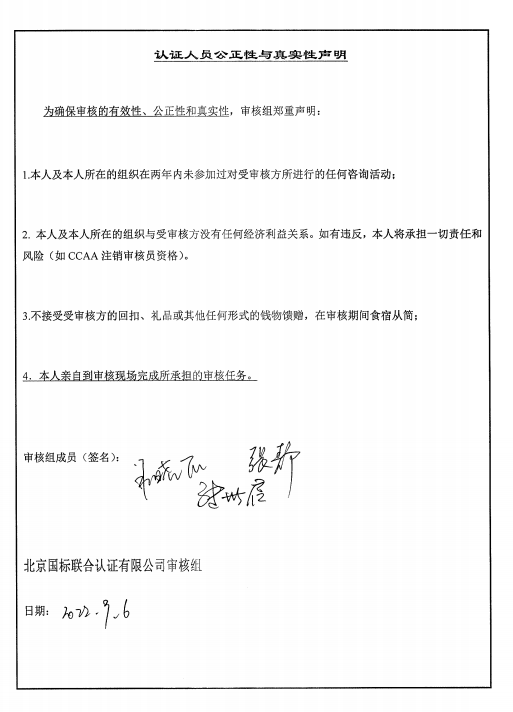 认证人员公正性与真实性声明
为确保审核的有效性、公正性和真实性，审核组郑重声明：
1.本人及本人所在的组织在两年内未参加过对受审核方所进行的任何咨询活动；
2. 本人及本人所在的组织与受审核方没有任何经济利益关系。如有违反，本人将承担一切责任和
风险（如 CCAA 注销审核员资格）。
3.不接受受审核方的回扣、礼品或其他任何形式的钱物馈赠，在审核期间食宿从简；
4．本人亲自到审核现场完成所承担的审核任务。
审核组成员（签名）：
張静
北京国标联合认证有限公司审核组
日期： 2022.9.6